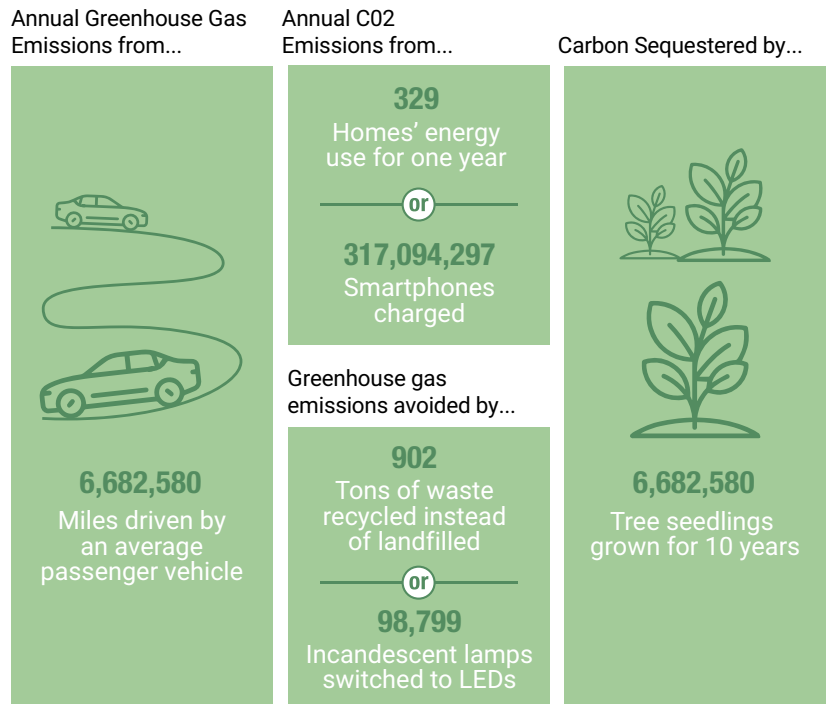 Annual Greenhouse Gas
Emissions from...
6,682,580
Miles driven by
an average
passenger vehicle
Annual C02
Emissions from...
329
Homes’ energy
use for one year
or
317,094,297
Smartphones
charged
Greenhouse gas
emissions avoided by...
902
Tons of waste
recycled instead
of landfilled
or
98,799
Incandescent lamps
switched to LEDs
Carbon Sequestered by...
6,682,580
Tree seedlings
grown for 10 years